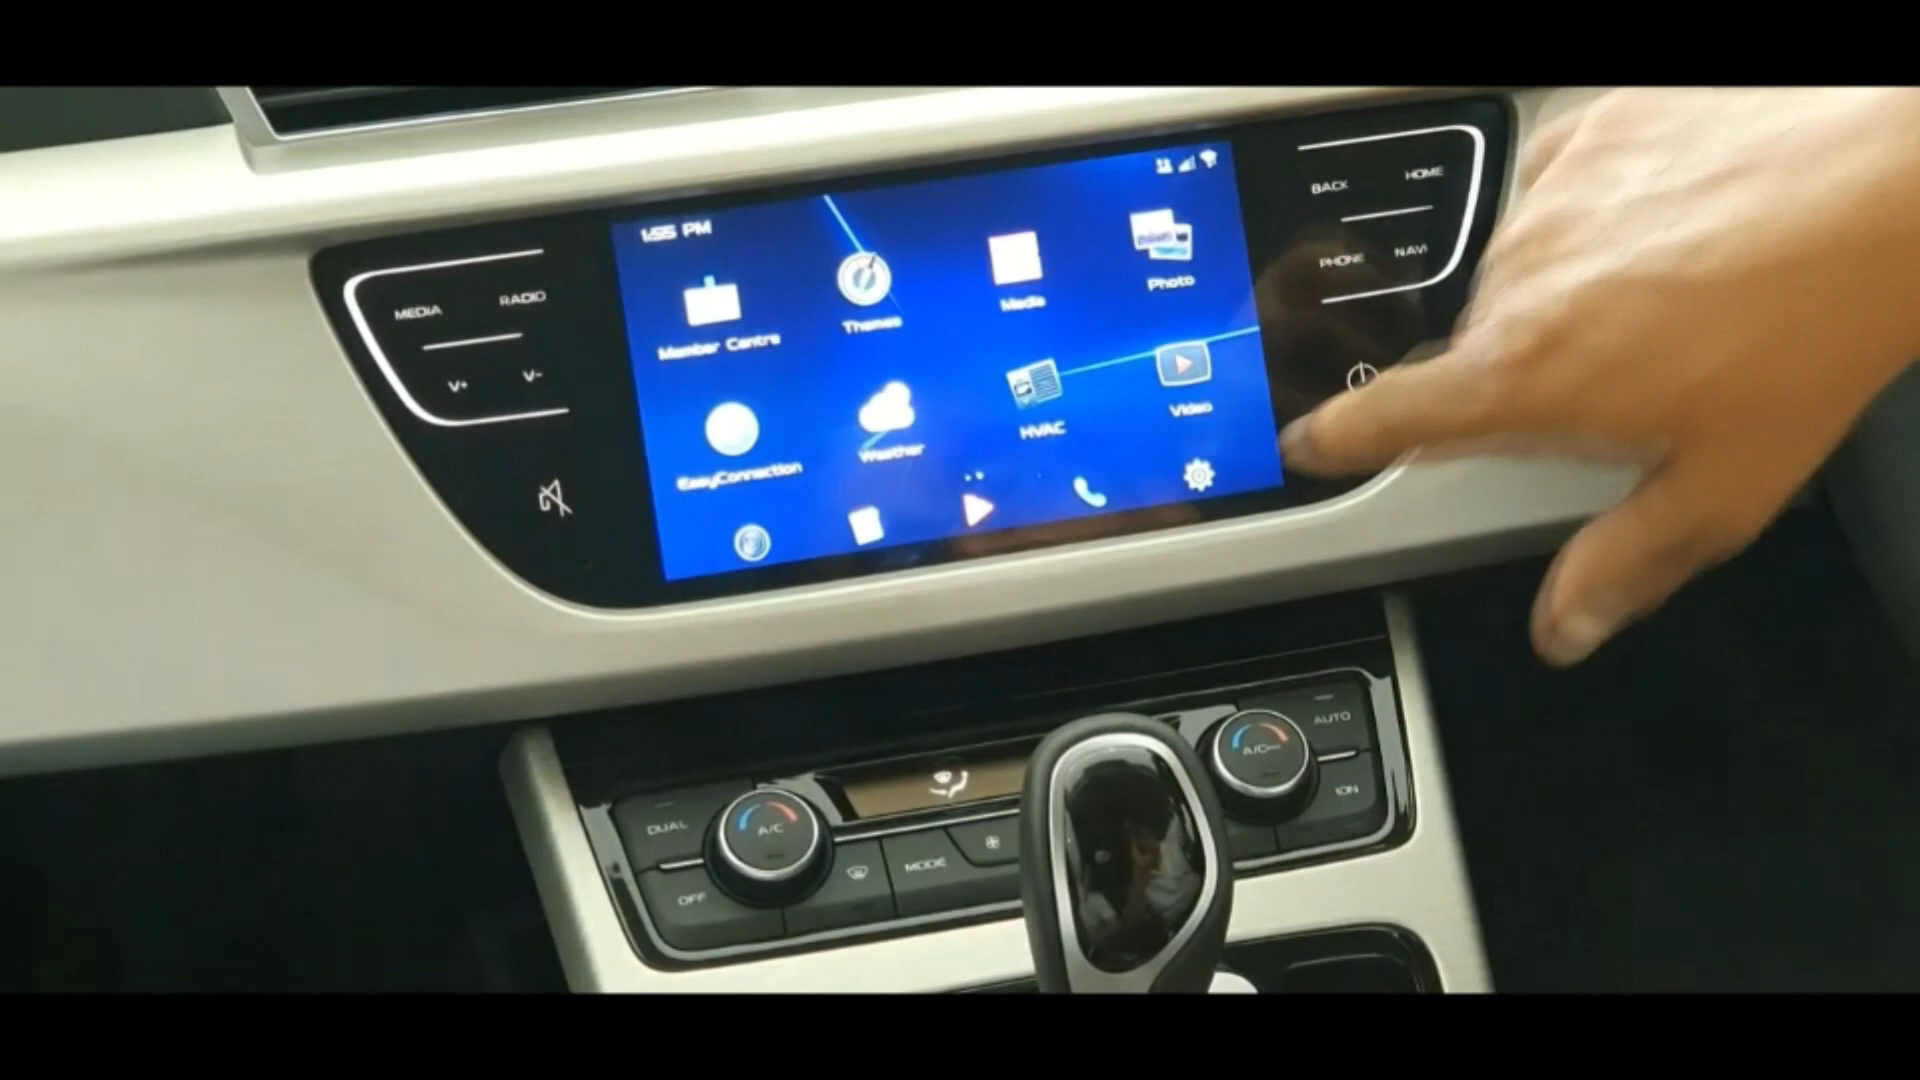 1:55 PM
Member Centre
Themes
Media
Photo
EasyConnection
Weather
HVAC
Video
MEDIA
RADIO
V+
V-
BACK
HOME
PHONE
NAVI
DUAL
A/C
OFF
MODE
A/C
AUTO
ION